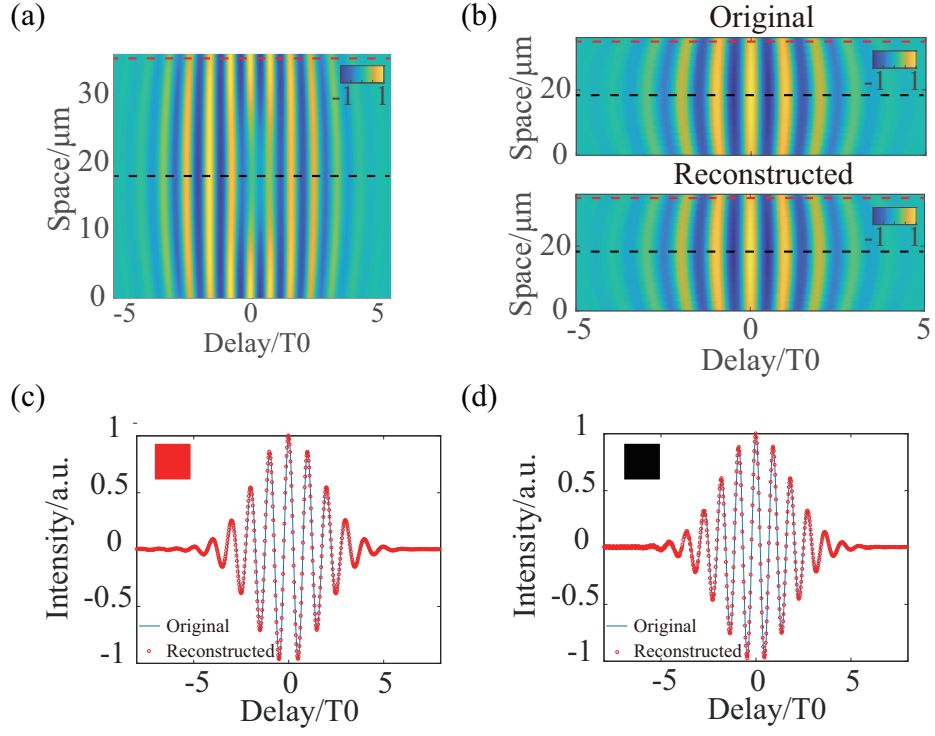 (a)
Space/μm
30
20
10
0
-1 1
-5 0 5
Delay/T0
(b)
Original
Space/μm
20
0
-1 1
Reconstructed
Space/μm
20
0
-1 1
-5 0 5
Delay/T0
(c)
Intensity/a.u.
1
0.5
0
-0.5
-1
Original
Reconstructed
-5 0 5
Delay/T0
(d)
Intensity/a.u.
1
0.5
0
-0.5
-1
Original
Reconstructed
-5 0 5
Delay/T0